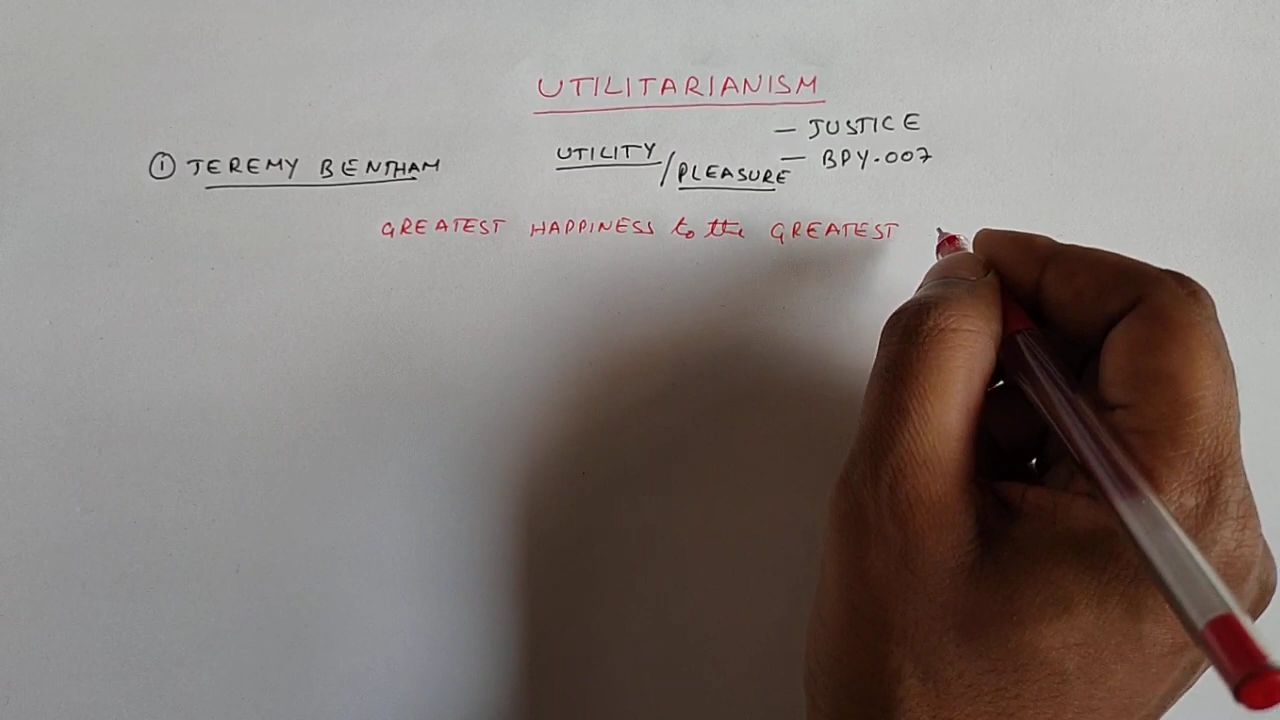 UTILITARIANISM
— JUSTICE
① JEREMY BENTHAM UTILITY / PLEASURE — BPY-007
GREATEST HAPPINESS to the GREATEST